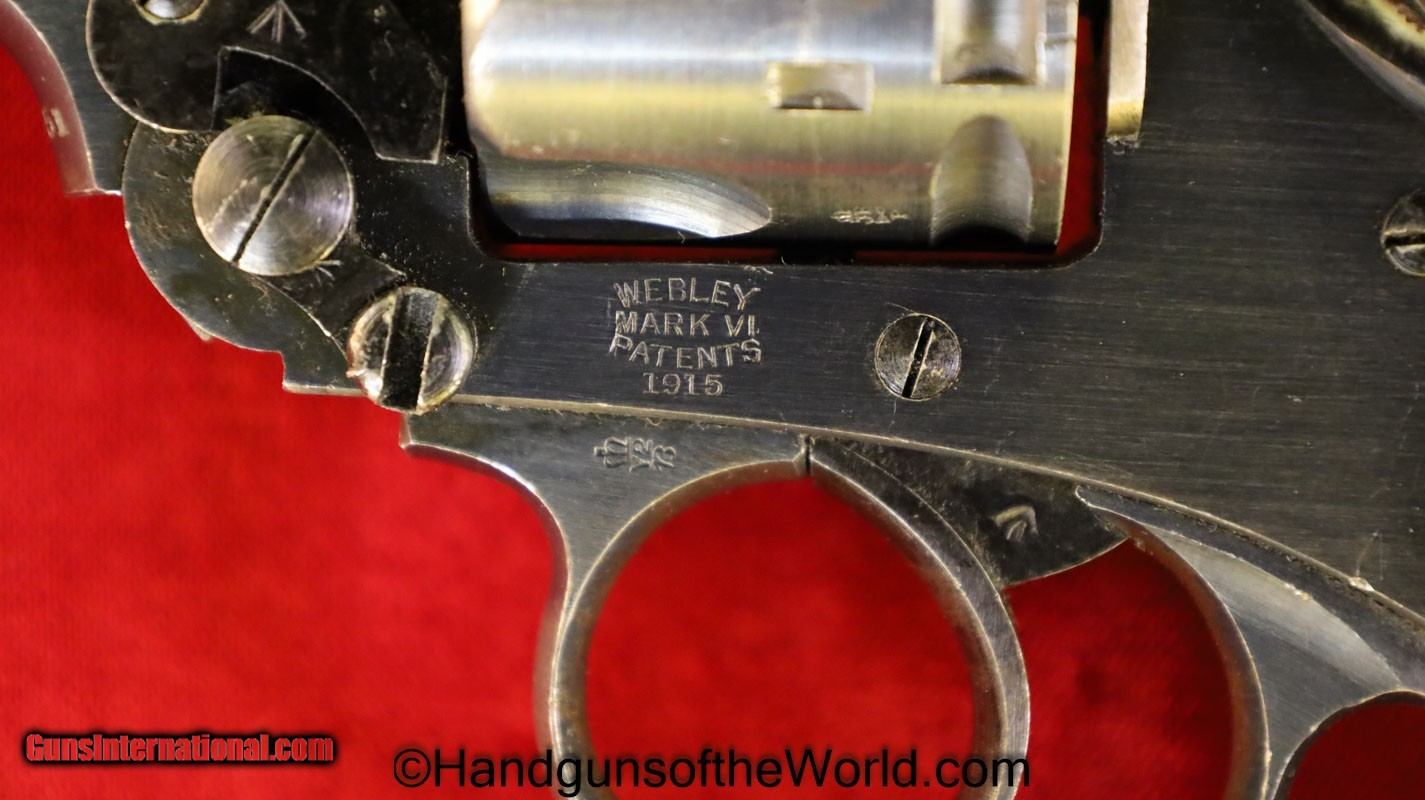 WEBLEY
MARK VI.
PATENTS
1915
GunsInternational.com
©HandgunsoftheWorld.com